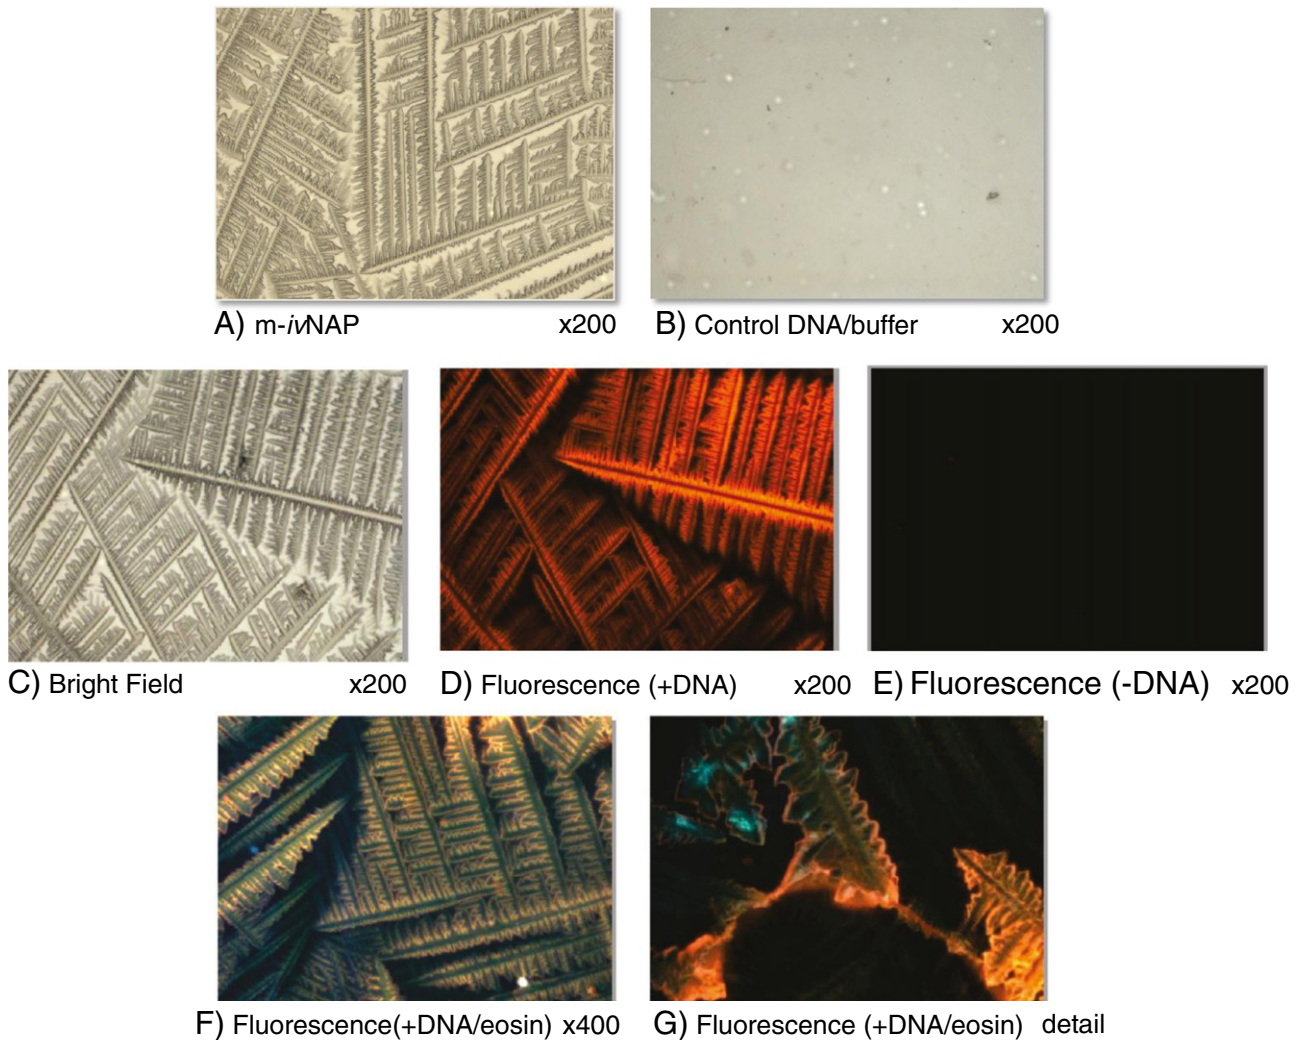 A) m-ivNAP x200
B) Control DNA/buffer x200
C) Bright Field x200
D) Fluorescence (+DNA) x200
E) Fluorescence (-DNA) x200
F) Fluorescence(+DNA/eosin) x400
G) Fluorescence (+DNA/eosin) detail